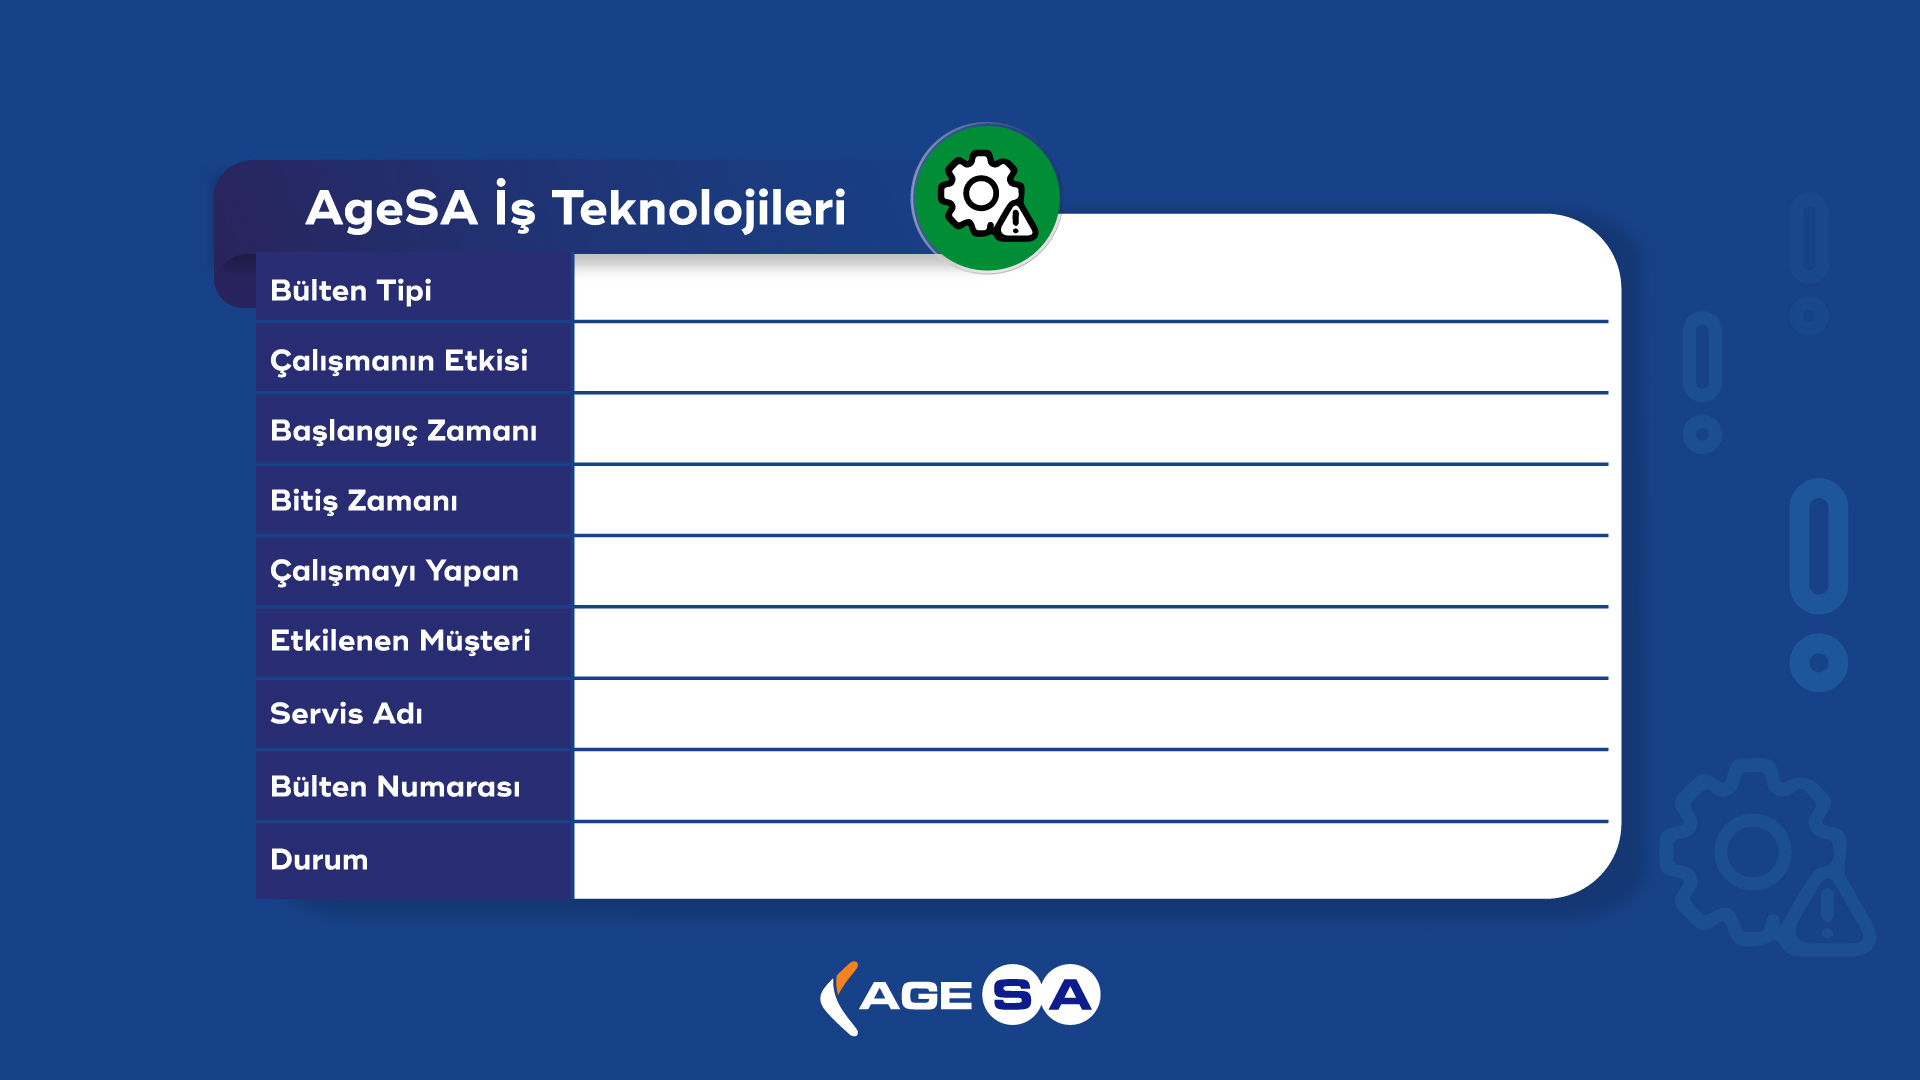 AgeSA İş Teknolojileri
Bülten Tipi
Çalışmanın Etkisi
Başlangıç Zamanı
Bitiş Zamanı
Çalışmayı Yapan
Etkilenen Müşteri
Servis Adı
Bülten Numarası
Durum
AGESA